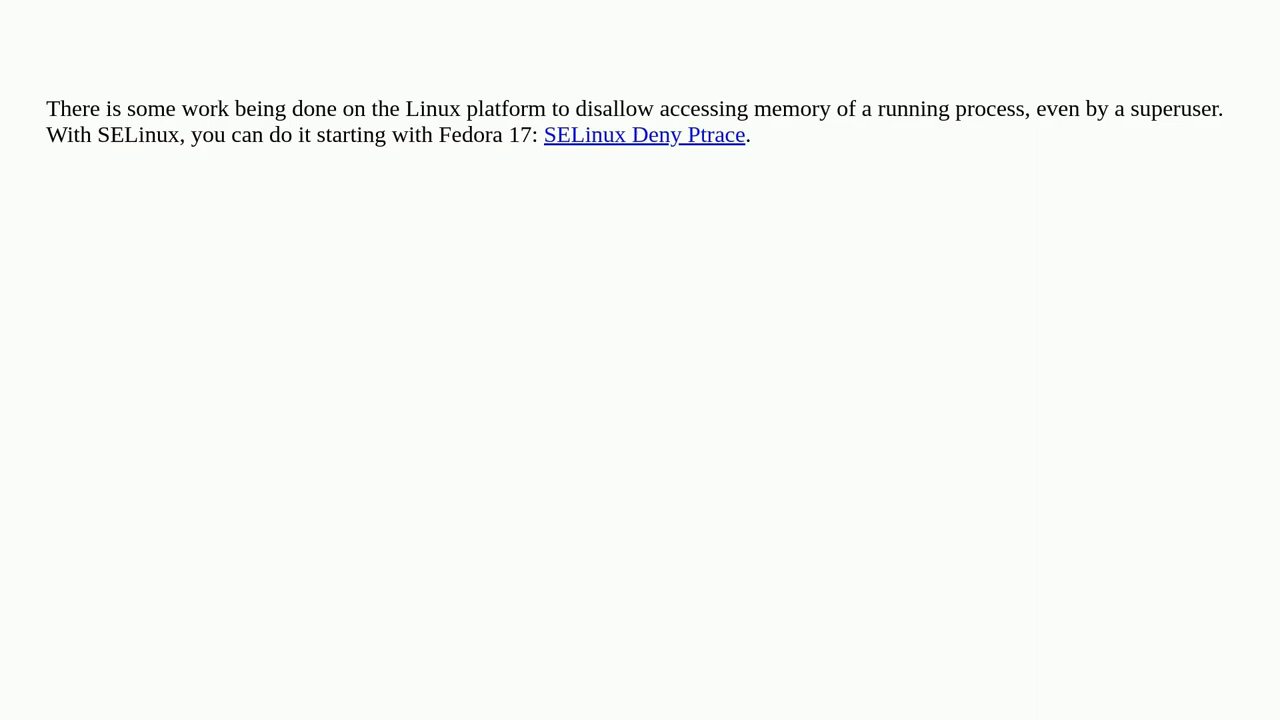 There is some work being done on the Linux platform to disallow accessing memory of a running process, even by a superuser.
With SELinux, you can do it starting with Fedora 17: SELinux Deny Ptrace.